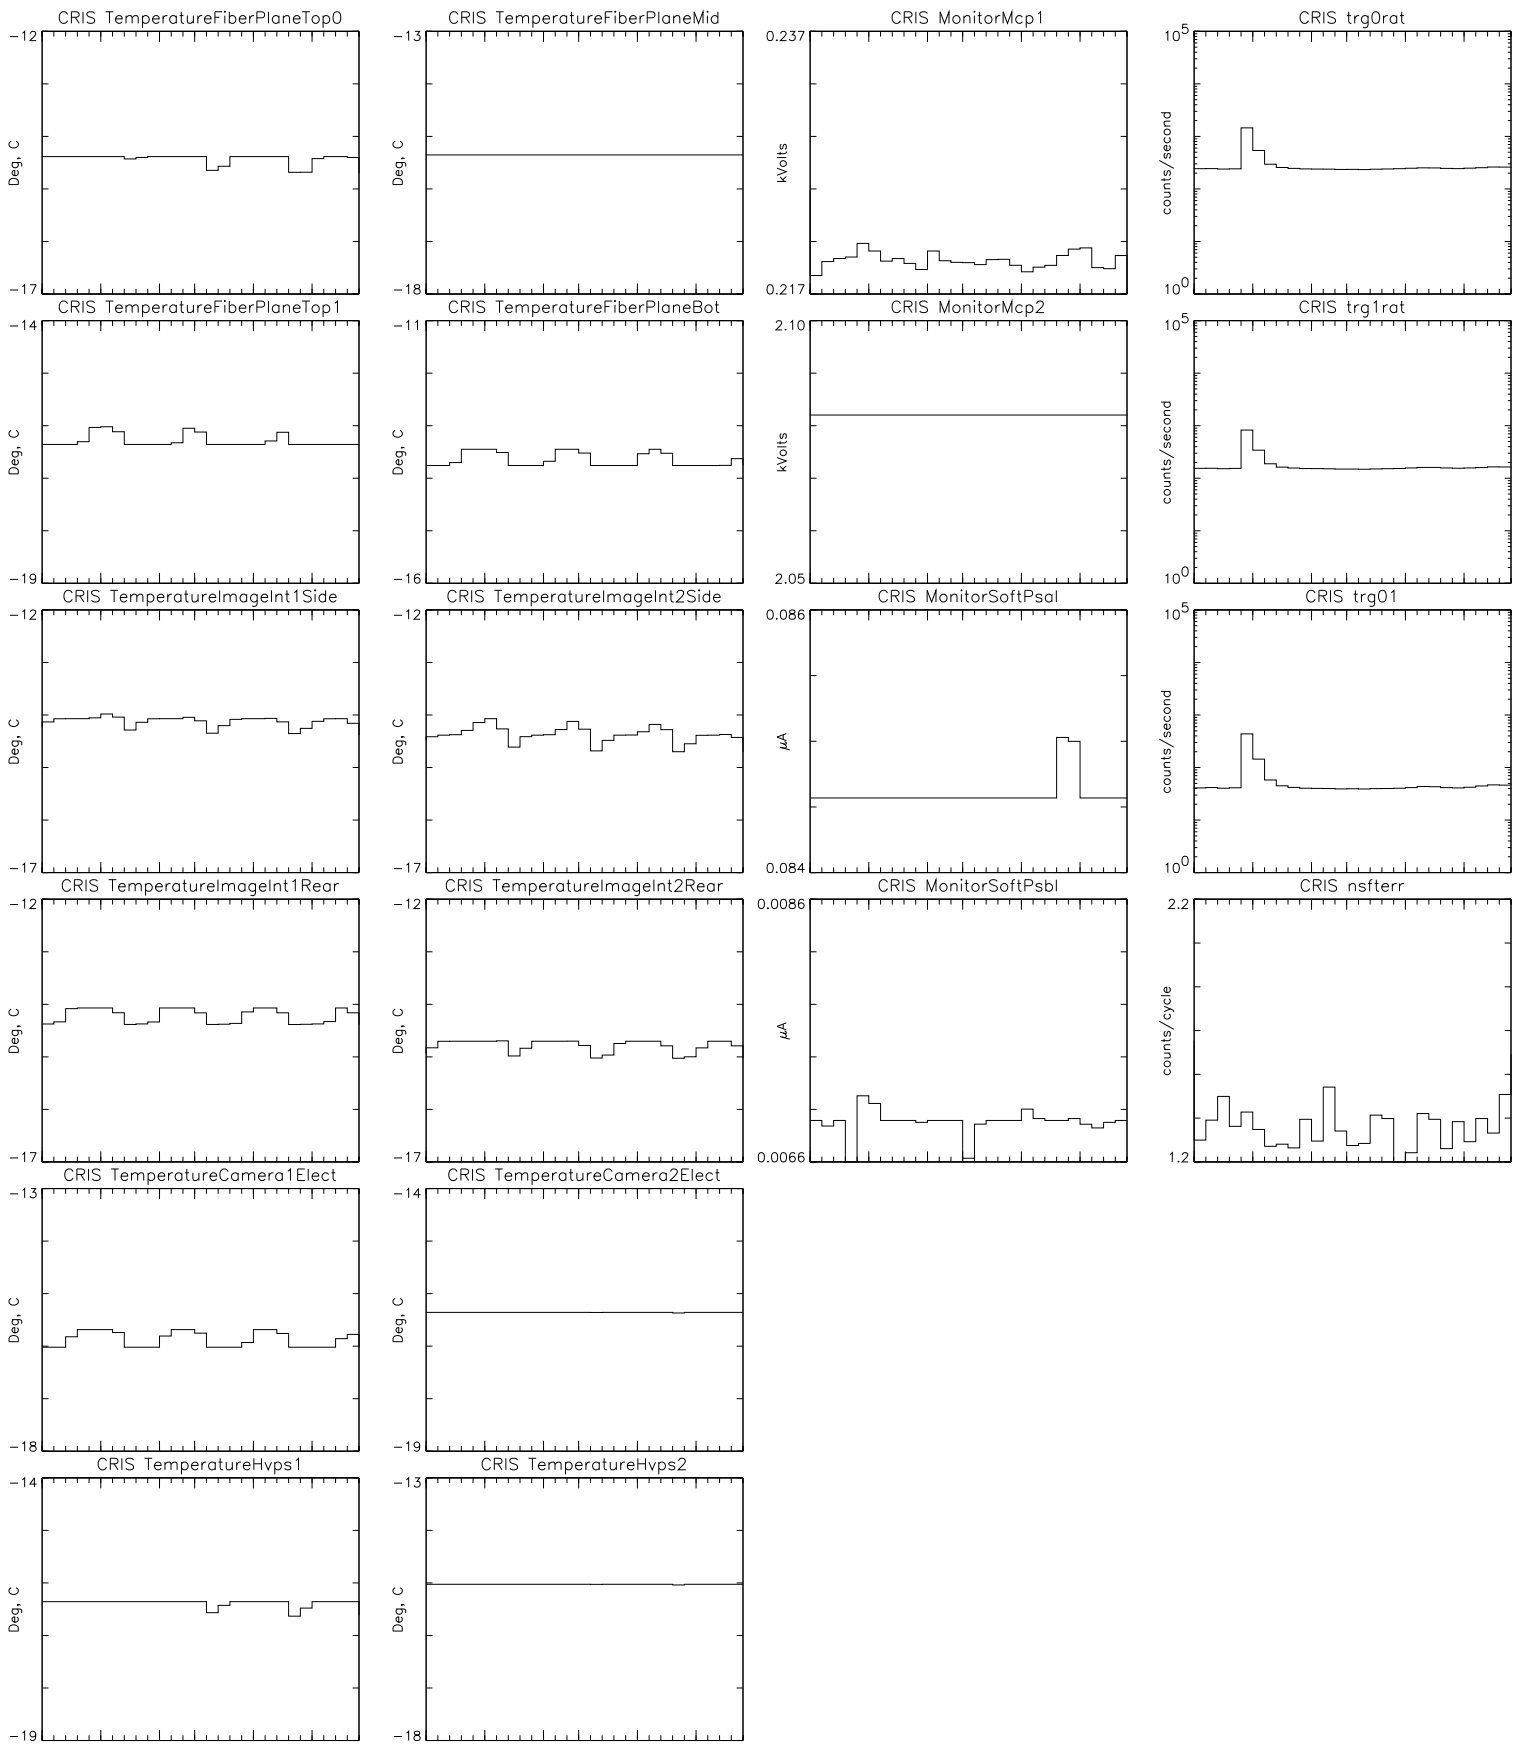 CRIS TemperatureFiberPlaneTop0
CRIS TemperatureFiberPlaneMid
CRIS MonitorMcp1
CRIS trg0rat
-12
Deg, C
-17
-13
Deg, C
-18
0.237
kVolts
0.217
10^5
counts/second
10^0
CRIS TemperatureFiberPlaneTop1
CRIS TemperatureFiberPlaneBot
CRIS MonitorMcp2
CRIS trg1rat
-14
Deg, C
-19
-11
Deg, C
-16
2.10
kVolts
2.05
10^5
counts/second
10^0
CRIS TemperatureImageInt1Side
CRIS TemperatureImageInt2Side
CRIS MonitorSoftPsaI
CRIS trg01
-12
Deg, C
-17
-12
Deg, C
-17
0.086
μA
0.084
10^5
counts/second
10^0
CRIS TemperatureImageInt1Rear
CRIS TemperatureImageInt2Rear
CRIS MonitorSoftPsbI
CRIS nsfterr
-12
Deg, C
-17
-12
Deg, C
-17
0.0086
μA
0.0066
2.2
counts/cycle
1.2
CRIS TemperatureCamera1Elect
CRIS TemperatureCamera2Elect
-13
Deg, C
-18
-14
Deg, C
-19
CRIS TemperatureHvps1
CRIS TemperatureHvps2
-14
Deg, C
-19
-13
Deg, C
-18